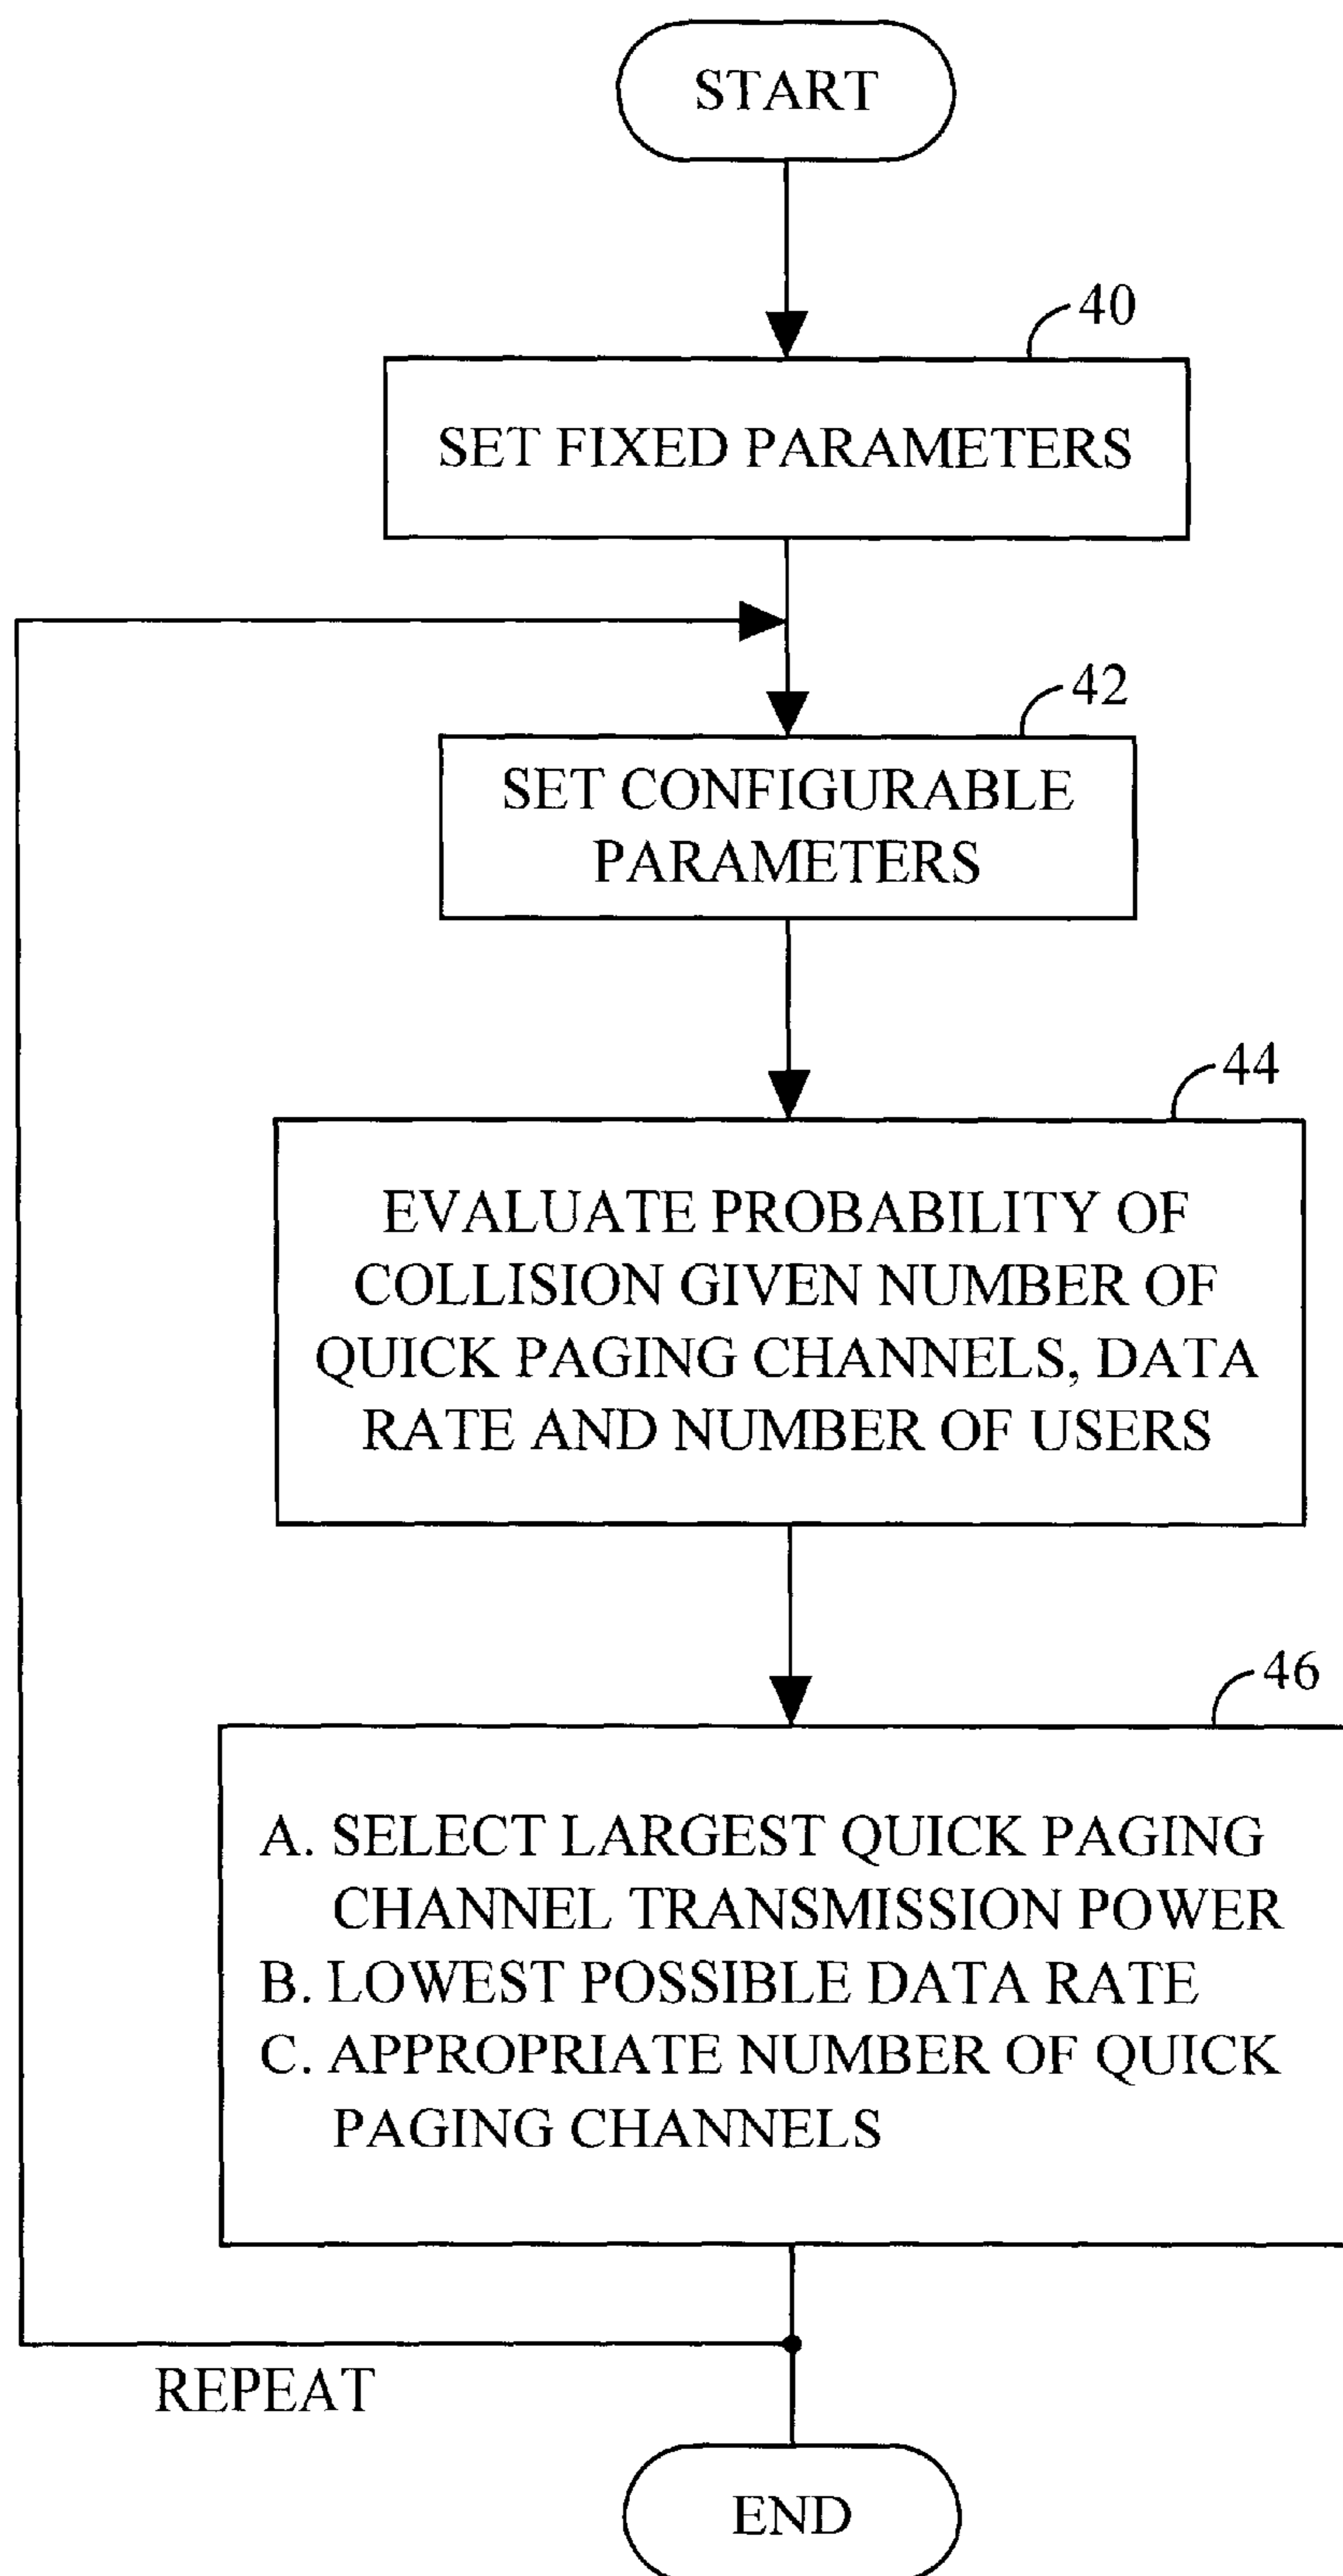 START
40
SET FIXED PARAMETERS
42
SET CONFIGURABLE
PARAMETERS
44
EVALUATE PROBABILITY OF
COLLISION GIVEN NUMBER OF
QUICK PAGING CHANNELS, DATA
RATE AND NUMBER OF USERS
46
A. SELECT LARGEST QUICK PAGING
CHANNEL TRANSMISSION POWER
B. LOWEST POSSIBLE DATA RATE
C. APPROPRIATE NUMBER OF QUICK
PAGING CHANNELS
REPEAT
END